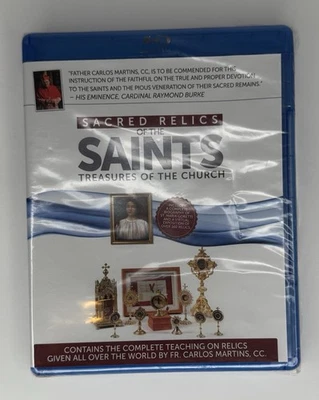 "FATHER CARLOS MARTINS, CC, IS TO BE COMMENDED FOR THIS
INSTRUCTION OF THE FAITHFUL ON THE TRUE AND PROPER DEVOTION
TO THE SAINTS AND THE PIOUS VENERATION OF THEIR SACRED REMAINS."
– HIS EMINENCE, CARDINAL RAYMOND BURKE
SACRED RELICS
OF THE
SAINTS
TREASURES OF THE CHURCH
CONTAINS THE COMPLETE TEACHING ON RELICS
GIVEN ALL OVER THE WORLD BY FR. CARLOS MARTINS, CC.